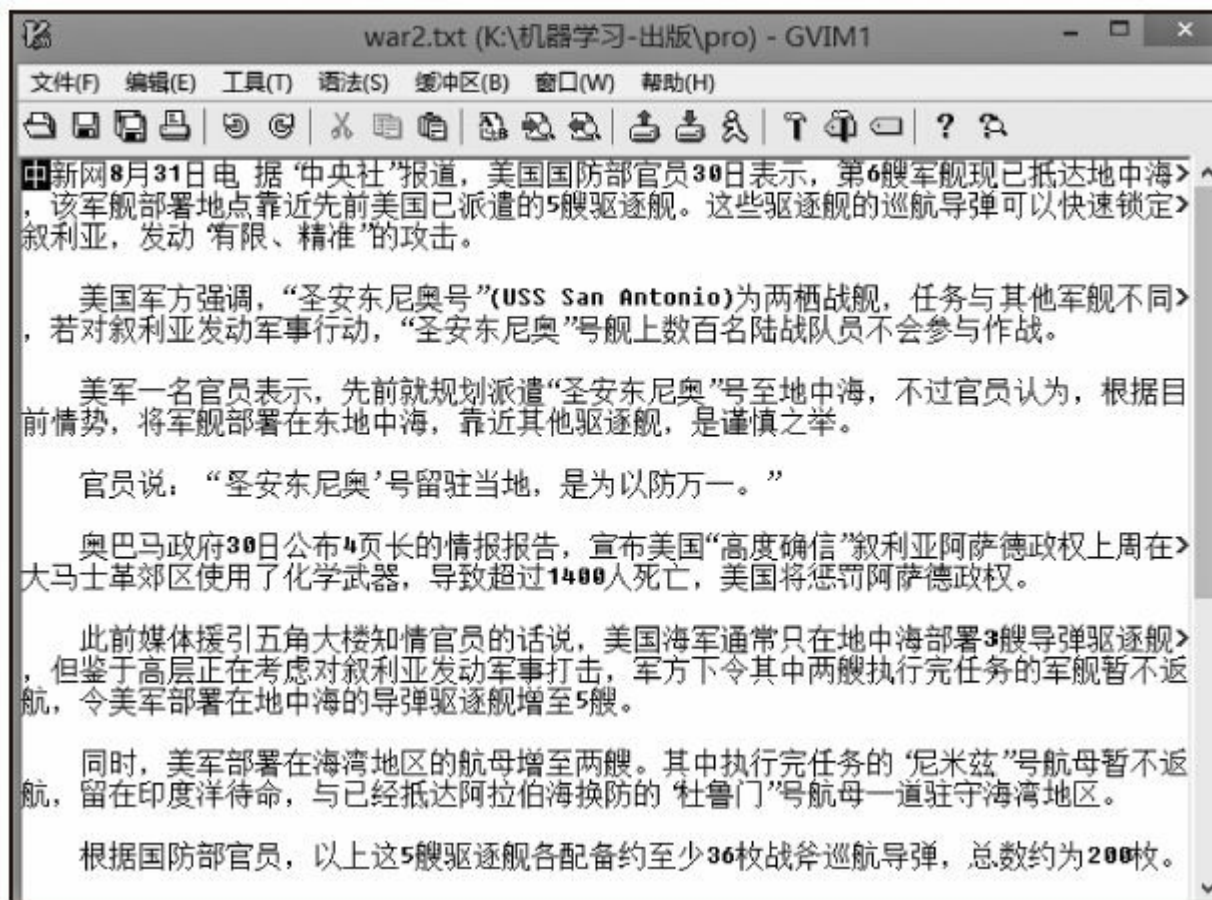 war2.txt (K:\机器学习-出版\pro) - GVIM1
文件(F) 编辑(E) 工具(T) 语法(S) 缓冲区(B) 窗口(W) 帮助(H)
中新网8月31日电 据“中央社”报道，美国国防部官员30日表示，第6艘军舰现已抵达地中海>
，该军舰部署地点靠近先前美国已派遣的5艘驱逐舰。这些驱逐舰的巡航导弹可以快速锁定>
叙利亚，发动“有限、精准”的攻击。
美国军方强调，“圣安东尼奥号”(USS San Antonio)为两栖战舰，任务与其他军舰不同>
，若对叙利亚发动军事行动，“圣安东尼奥”号舰上数百名陆战队员不会参与作战。
美军一名官员表示，先前就规划派遣“圣安东尼奥”号至地中海，不过官员认为，根据目
前情势，将军舰部署在东地中海，靠近其他驱逐舰，是谨慎之举。
官员说：“圣安东尼奥’号留驻当地，是为以防万一。”
奥巴马政府30日公布4页长的情报报告，宣布美国“高度确信”叙利亚阿萨德政权上周在>
大马士革郊区使用了化学武器，导致超过1400人死亡，美国将惩罚阿萨德政权。
此前媒体援引五角大楼知情官员的话说，美国海军通常只在地中海部署3艘导弹驱逐舰>
，但鉴于高层正在考虑对叙利亚发动军事打击，军方下令其中两艘执行完任务的军舰暂不返
航，令美军部署在地中海的导弹驱逐舰增至5艘。
同时，美军部署在海湾地区的航母增至两艘。其中执行完任务的“尼米兹”号航母暂不返
航，留在印度洋待命，与已经抵达阿拉伯海换防的“杜鲁门”号航母一道驻守海湾地区。
根据国防部官员，以上这5艘驱逐舰各配备约至少36枚战斧巡航导弹，总数约为200枚。